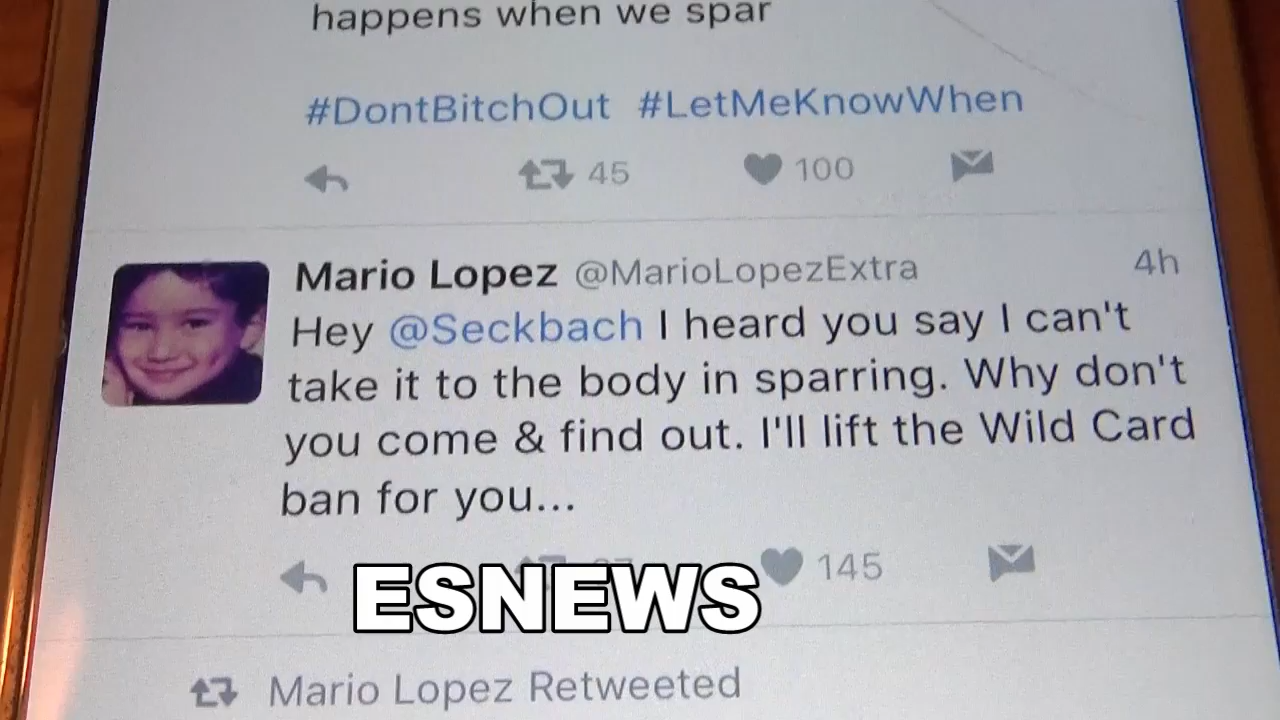 happens when we spar
#DontBitchOut #LetMeKnowWhen
45 100
Mario Lopez @MarioLopezExtra 4h
Hey @Seckbach I heard you say I can't
take it to the body in sparring. Why don't
you come & find out. I'll lift the Wild Card
ban for you...
145
ESNEWS
Mario Lopez Retweeted